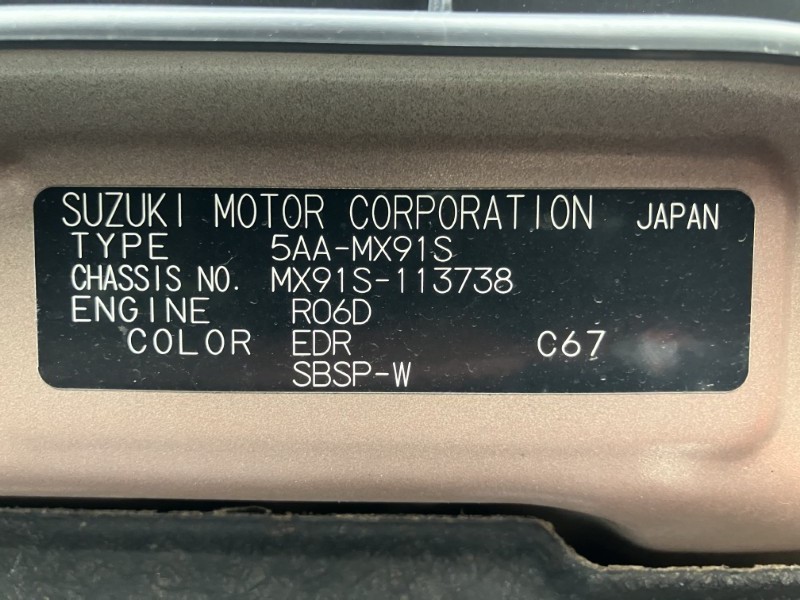 SUZUKI MOTOR CORPORATION JAPAN
TYPE 5AA-MX91S
CHASSIS NO. MX91S-113738
ENGINE R06D
COLOR EDR C67
SBSP-W